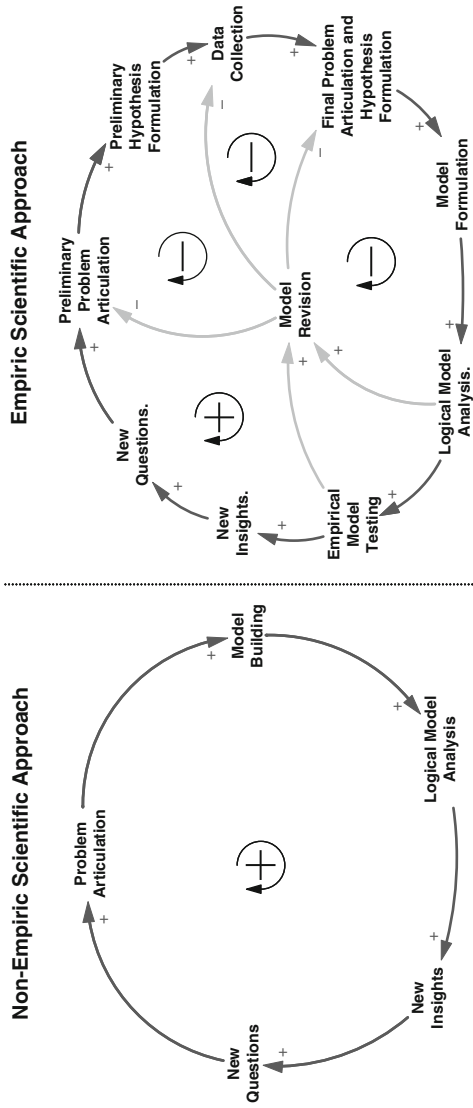 Non-Empiric Scientific Approach
Problem
Articulation
+
Model
Building
+
Logical Model
Analysis
+
New
Insights
+
New
Questions
+
+
Empiric Scientific Approach
Preliminary
Problem
Articulation
+
Preliminary
Hypothesis
Formulation
+
Data
Collection
+
Final Problem
Articulation and
Hypothesis
Formulation
+
Model
Formulation
+
Logical Model
Analysis.
+
Empirical
Model
Testing
+
New
Insights.
+
New
Questions.
+
Model
Revision
+
+
−
−
−
+
−
−
−